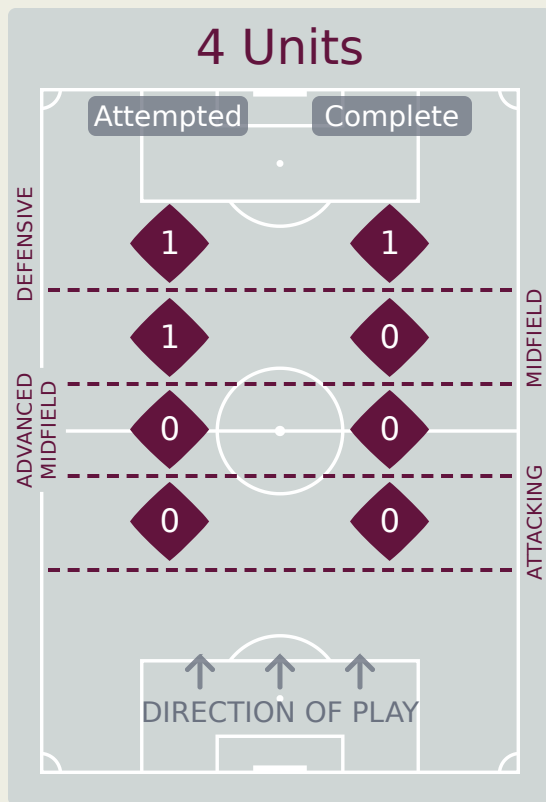 4 Units
Attempted
Complete
DEFENSIVE
1
1
MIDFIELD
1
0
ADVANCED
MIDFIELD
0
0
ATTACKING
0
0
DIRECTION OF PLAY